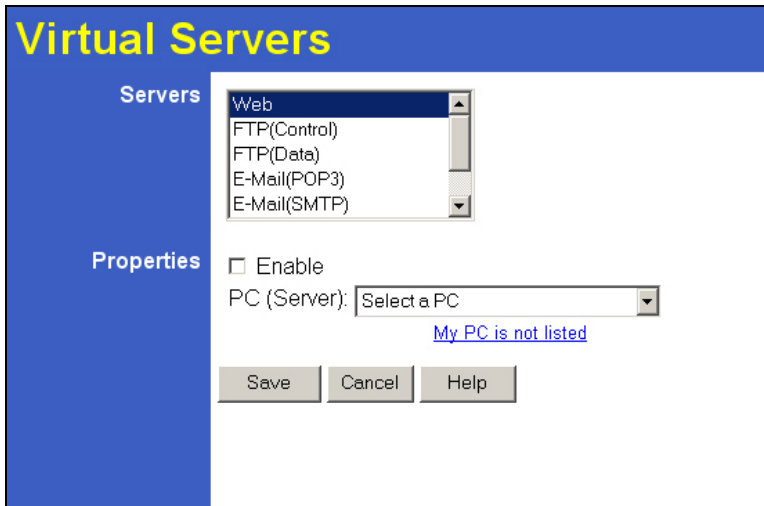 Virtual Servers
Servers
Web
FTP(Control)
FTP(Data)
E-Mail(POP3)
E-Mail(SMTP)
Properties
Enable
PC (Server): Select a PC
My PC is not listed
Save Cancel Help